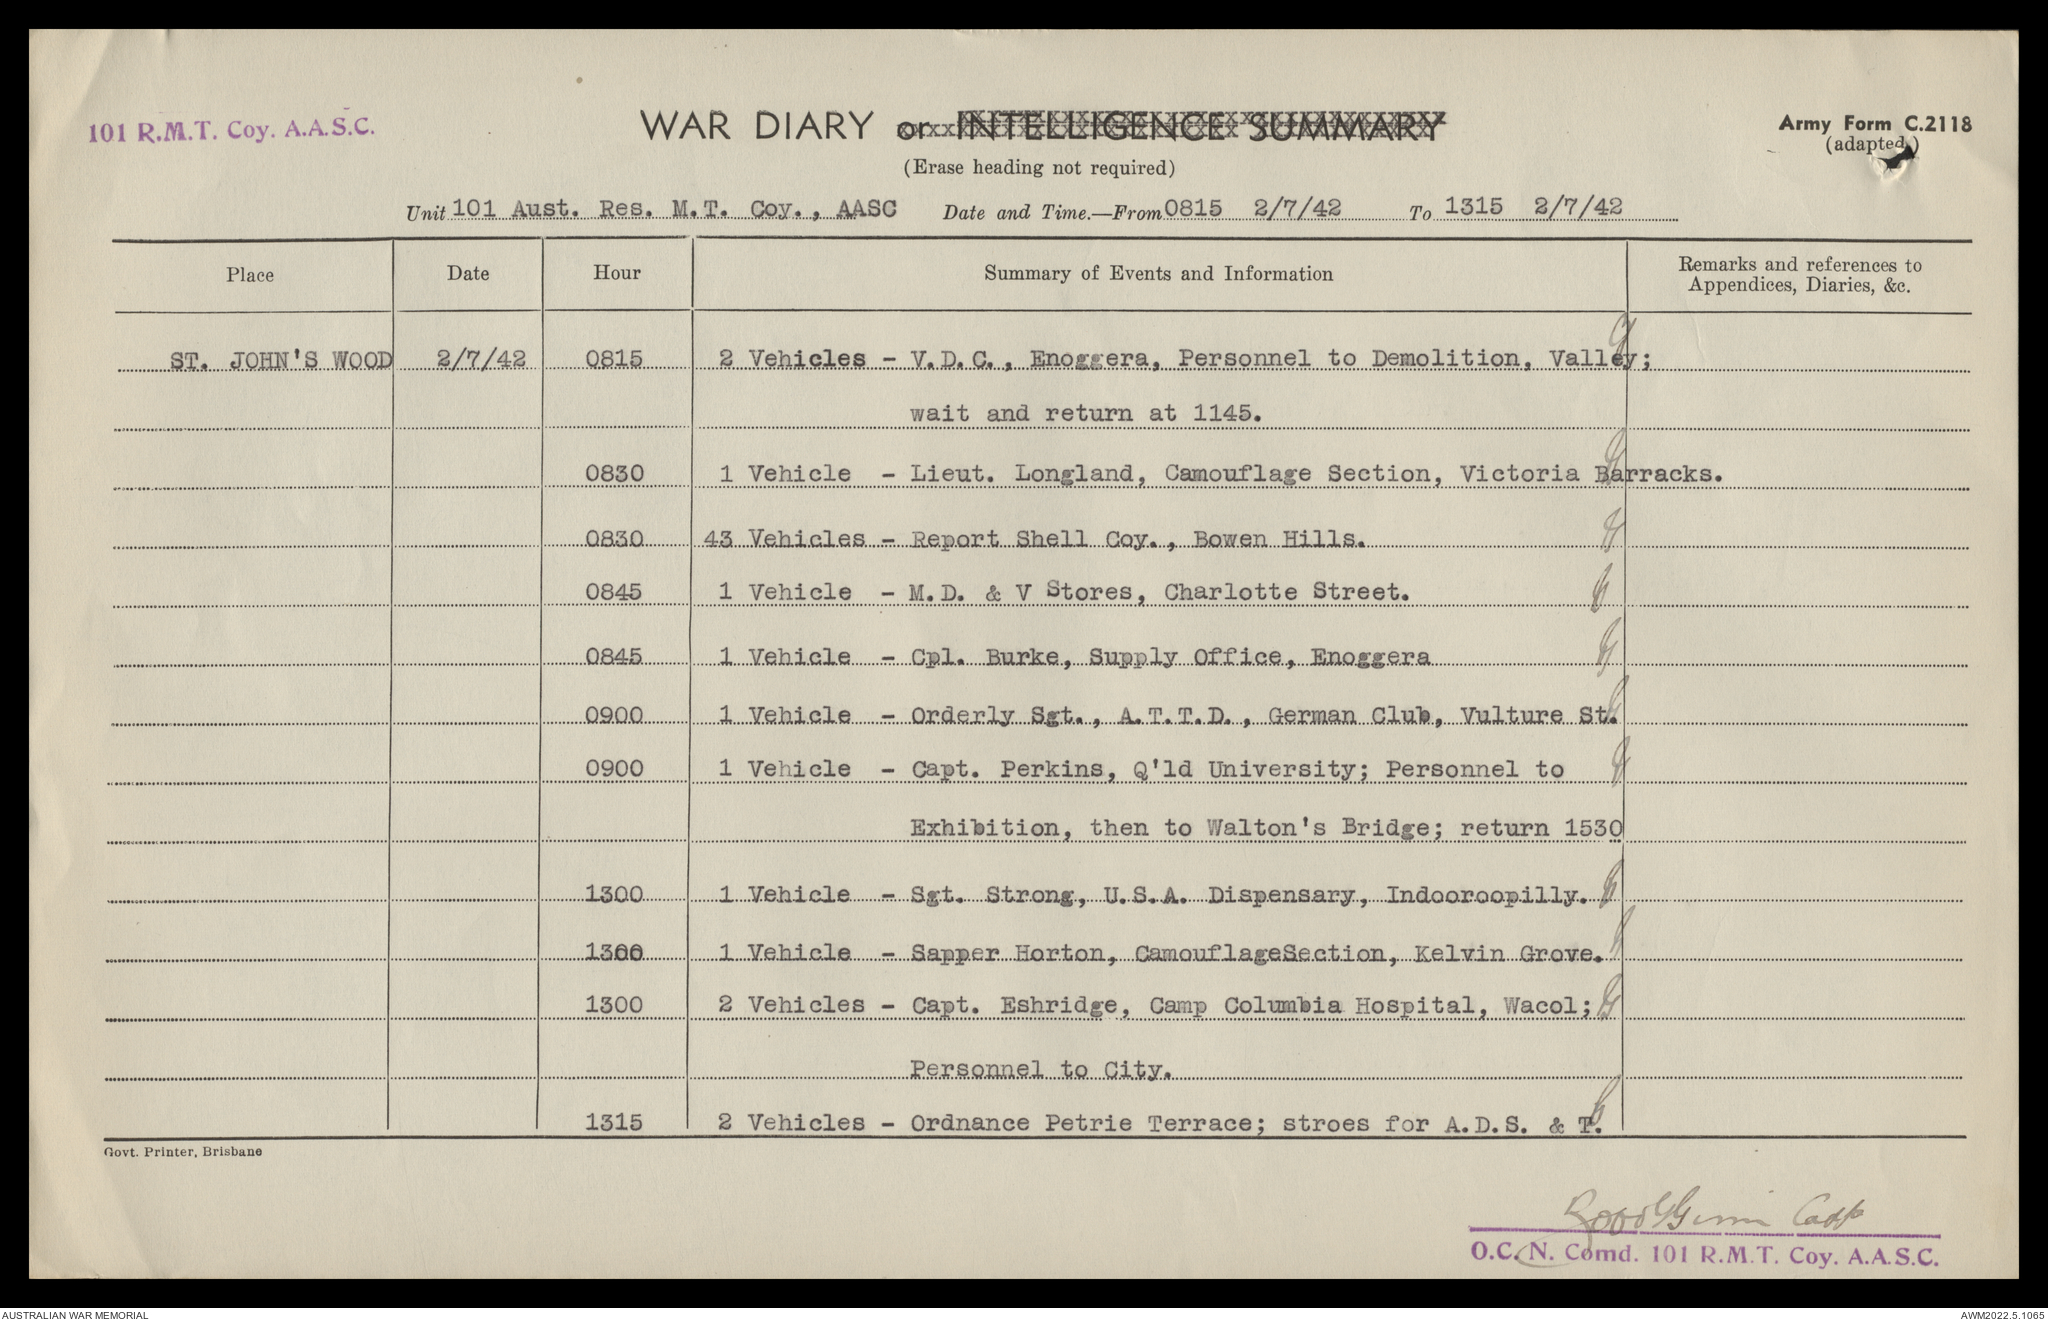 101 R.M.T. Coy. A.A.S.C.
WAR DIARY or INTELLIGENCE SUMMARY
(Erase heading not required)
Army Form C.2118
(adapted)
Unit 101 Aust. Res. M.T. Coy., AASC Date and Time.—From 0815 2/7/42 To 1315 2/7/42
Place Date Hour Summary of Events and Information Remarks and references to
Appendices, Diaries, &c.
ST. JOHN'S WOOD 2/7/42 0815 2 Vehicles - V.D.C., Enoggera, Personnel to Demolition, Valley;
wait and return at 1145.
0830 1 Vehicle - Lieut. Longland, Camouflage Section, Victoria Barracks.
0830 43 Vehicles - Report Shell Coy., Bowen Hills.
0845 1 Vehicle - M.D. & V Stores, Charlotte Street.
0845 1 Vehicle - Cpl. Burke, Supply Office, Enoggera
0900 1 Vehicle - Orderly Sgt., A.T.T.D., German Club, Vulture St.
0900 1 Vehicle - Capt. Perkins, Q'ld University; Personnel to
Exhibition, then to Walton's Bridge; return 1530
1300 1 Vehicle - Sgt. Strong, U.S.A. Dispensary, Indooroopilly.
1300 1 Vehicle - Sapper Horton, CamouflageSection, Kelvin Grove.
1300 2 Vehicles - Capt. Eshridge, Camp Columbia Hospital, Wacol;
Personnel to City.
1315 2 Vehicles - Ordnance Petrie Terrace; stroes for A.D.S. & T.
Govt. Printer, Brisbane
Capt
O.C. N. Comd. 101 R.M.T. Coy. A.A.S.C.
AUSTRALIAN WAR MEMORIAL
AWM2022.5.1065